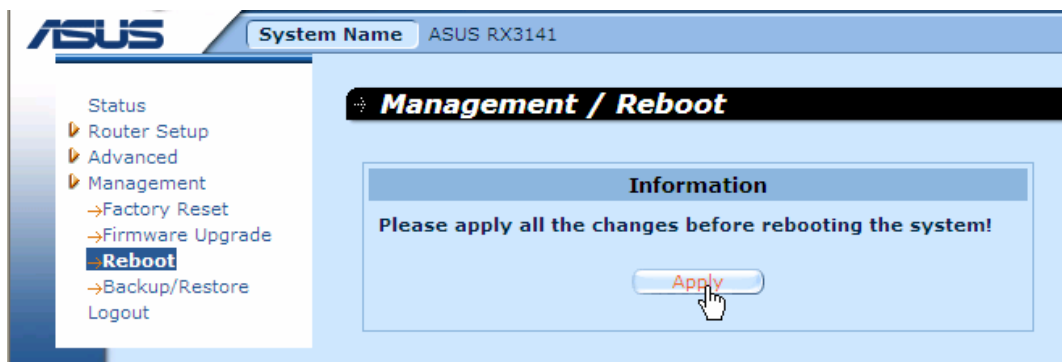 ASUS
System Name ASUS RX3141
Status
Router Setup
Advanced
Management
→Factory Reset
→Firmware Upgrade
→Reboot
→Backup/Restore
Logout
Management / Reboot
Information
Please apply all the changes before rebooting the system!
Apply